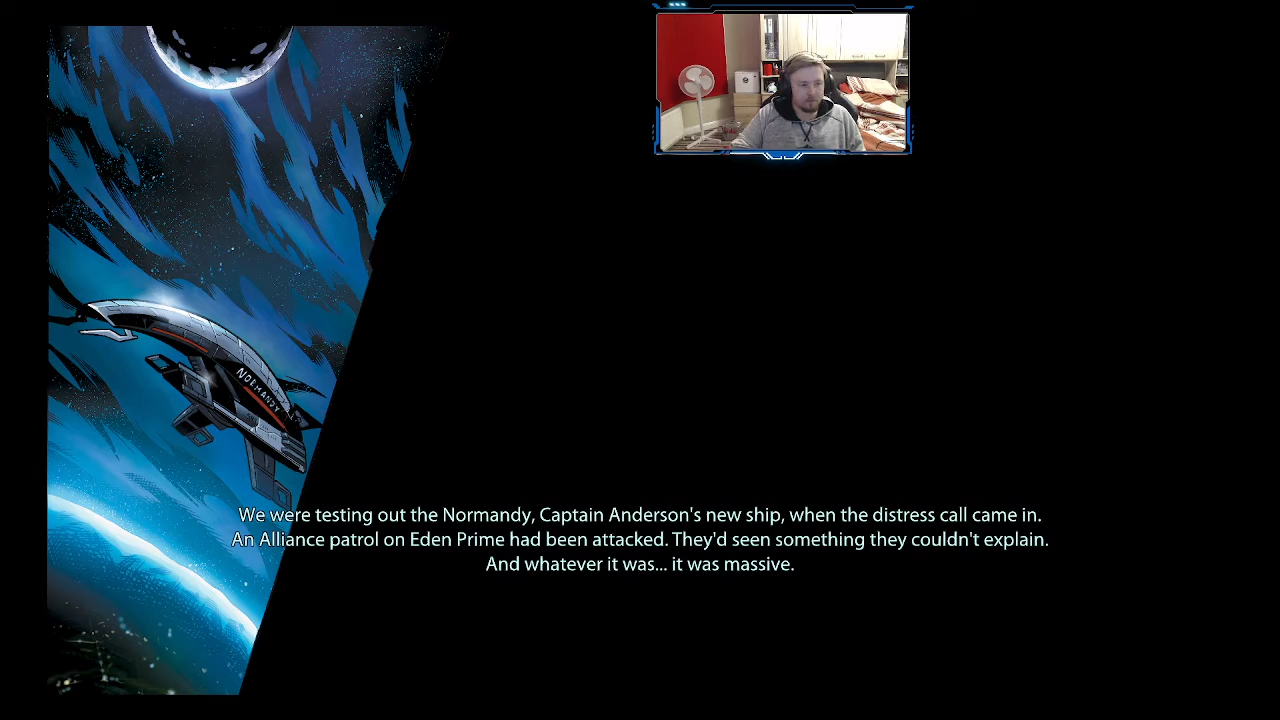 NORMANDY
We were testing out the Normandy, Captain Anderson's new ship, when the distress call came in.
An Alliance patrol on Eden Prime had been attacked. They'd seen something they couldn't explain.
And whatever it was... it was massive.